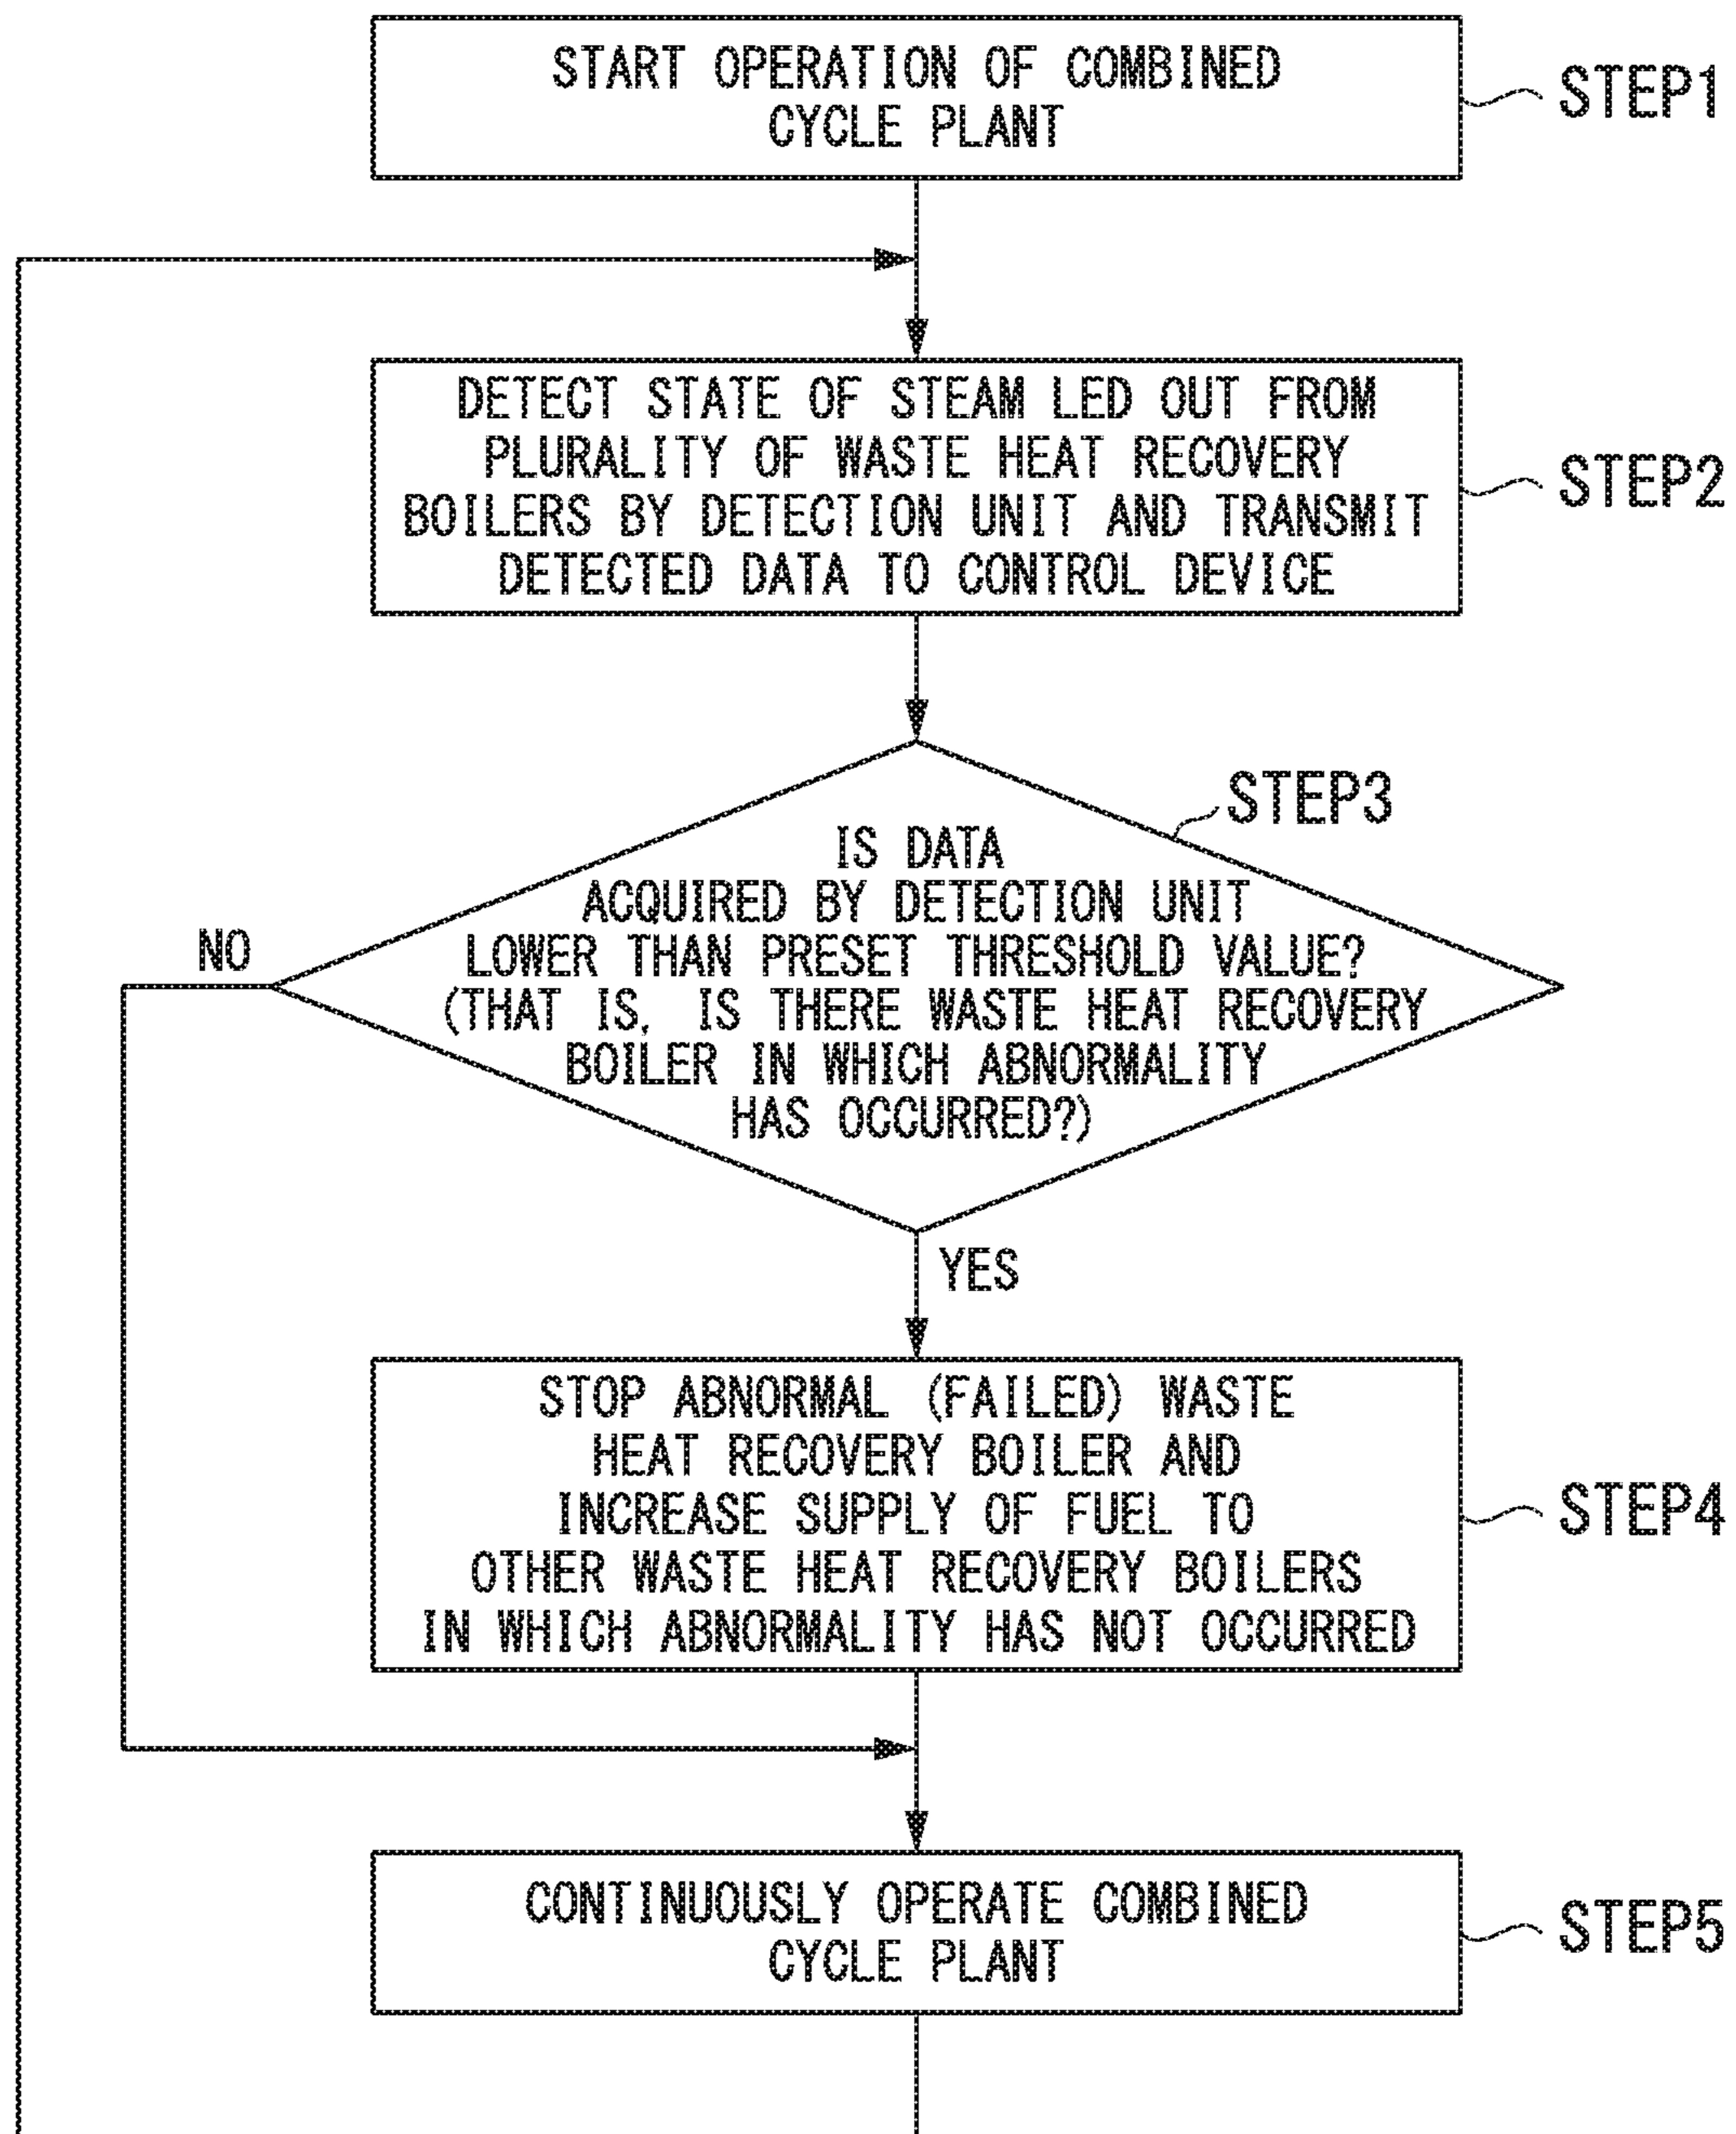 START OPERATION OF COMBINED
CYCLE PLANT
STEP1
DETECT STATE OF STEAM LED OUT FROM
PLURALITY OF WASTE HEAT RECOVERY
BOILERS BY DETECTION UNIT AND TRANSMIT
DETECTED DATA TO CONTROL DEVICE
STEP2
STEP3
IS DATA
ACQUIRED BY DETECTION UNIT
LOWER THAN PRESET THRESHOLD VALUE?
(THAT IS, IS THERE WASTE HEAT RECOVERY
BOILER IN WHICH ABNORMALITY
HAS OCCURRED?)
NO
YES
STOP ABNORMAL (FAILED) WASTE
HEAT RECOVERY BOILER AND
INCREASE SUPPLY OF FUEL TO
OTHER WASTE HEAT RECOVERY BOILERS
IN WHICH ABNORMALITY HAS NOT OCCURRED
STEP4
CONTINUOUSLY OPERATE COMBINED
CYCLE PLANT
STEP5